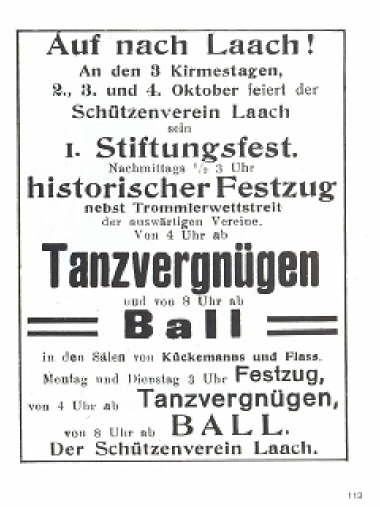 Auf nach Laach!
An den 3 Kirmestagen,
2., 3. und 4. Oktober feiert der
Schützenverein Laach
sein
1. Stiftungsfest.
Nachmittags ½ 3 Uhr
historischer Festzug
nebst Trommlerwettstreit
der auswärtigen Vereine.
Von 4 Uhr ab
Tanzvergnügen
und von 8 Uhr ab
Ball
in den Sälen von Kückemanns und Flass.
Montag und Dienstag 3 Uhr Festzug,
von 4 Uhr ab Tanzvergnügen,
von 8 Uhr ab BALL.
Der Schützenverein Laach.
113